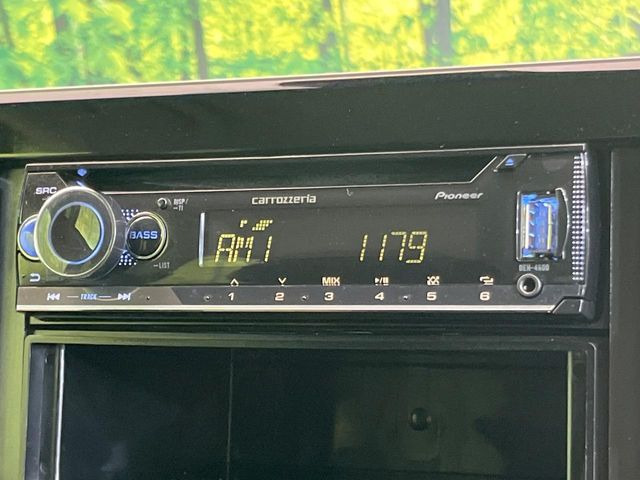 SRC
DISP/
carrozzeria
Pioneer
BASS
LIST
AM1 1179
DEH-4600
TRACK
1 2 MIX 3 4 5 6